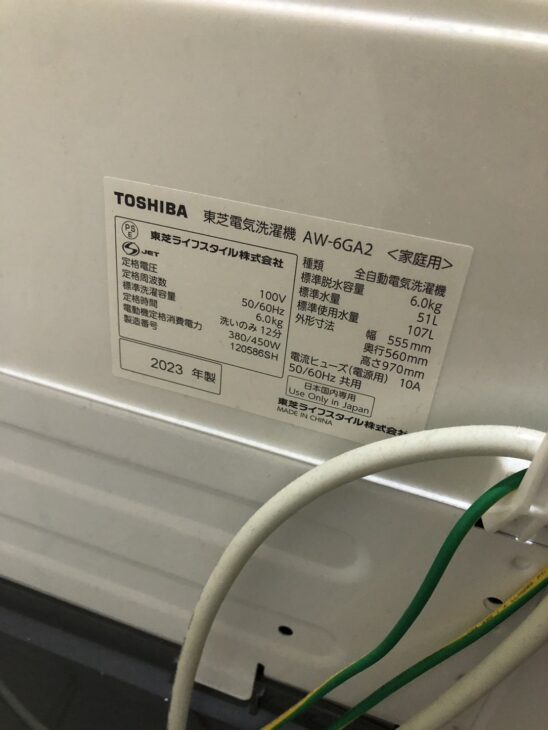 TOSHIBA 東芝電気洗濯機 AW-6GA2 <家庭用>
PS
E
東芝ライフスタイル株式会社
S JET
定格電圧 100V
定格周波数 50/60Hz
標準洗濯容量 6.0kg
定格時間 洗いのみ 12分
電動機定格消費電力 380/450W
製造番号 120586SH
2023 年製
種類 全自動電気洗濯機
標準脱水容量 6.0kg
標準水量 51L
標準使用水量 107L
外形寸法 幅 555mm
奥行560mm
高さ970mm
電流ヒューズ(電源用) 10A
50/60Hz 共用
日本国内専用
Use Only in Japan
東芝ライフスタイル株式会社
MADE IN CHINA